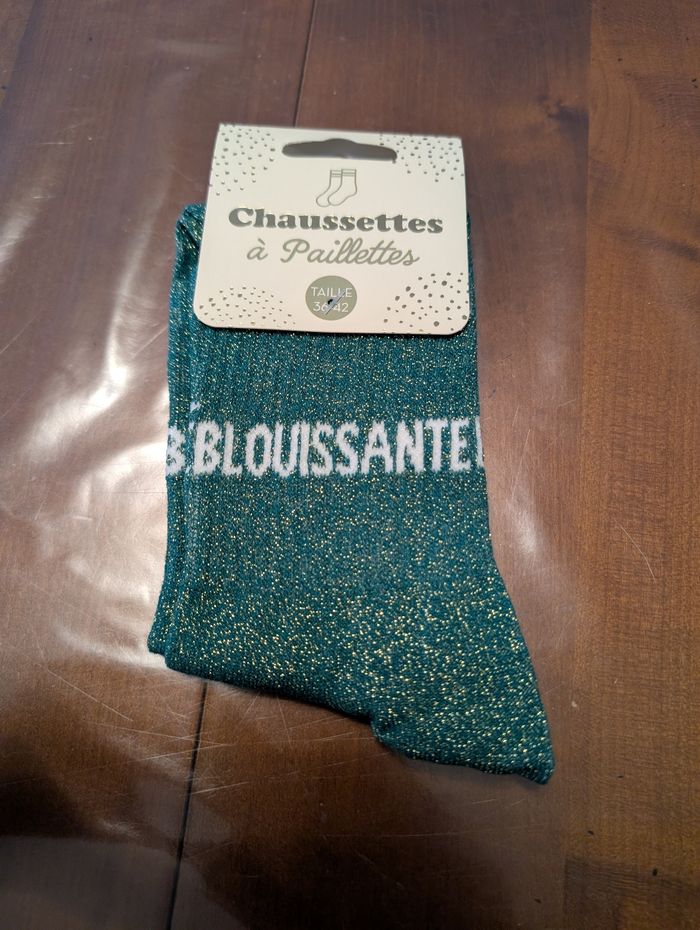 Chaussettes
à Paillettes
TAILLE
36/42
ÉBLOUISSANTE